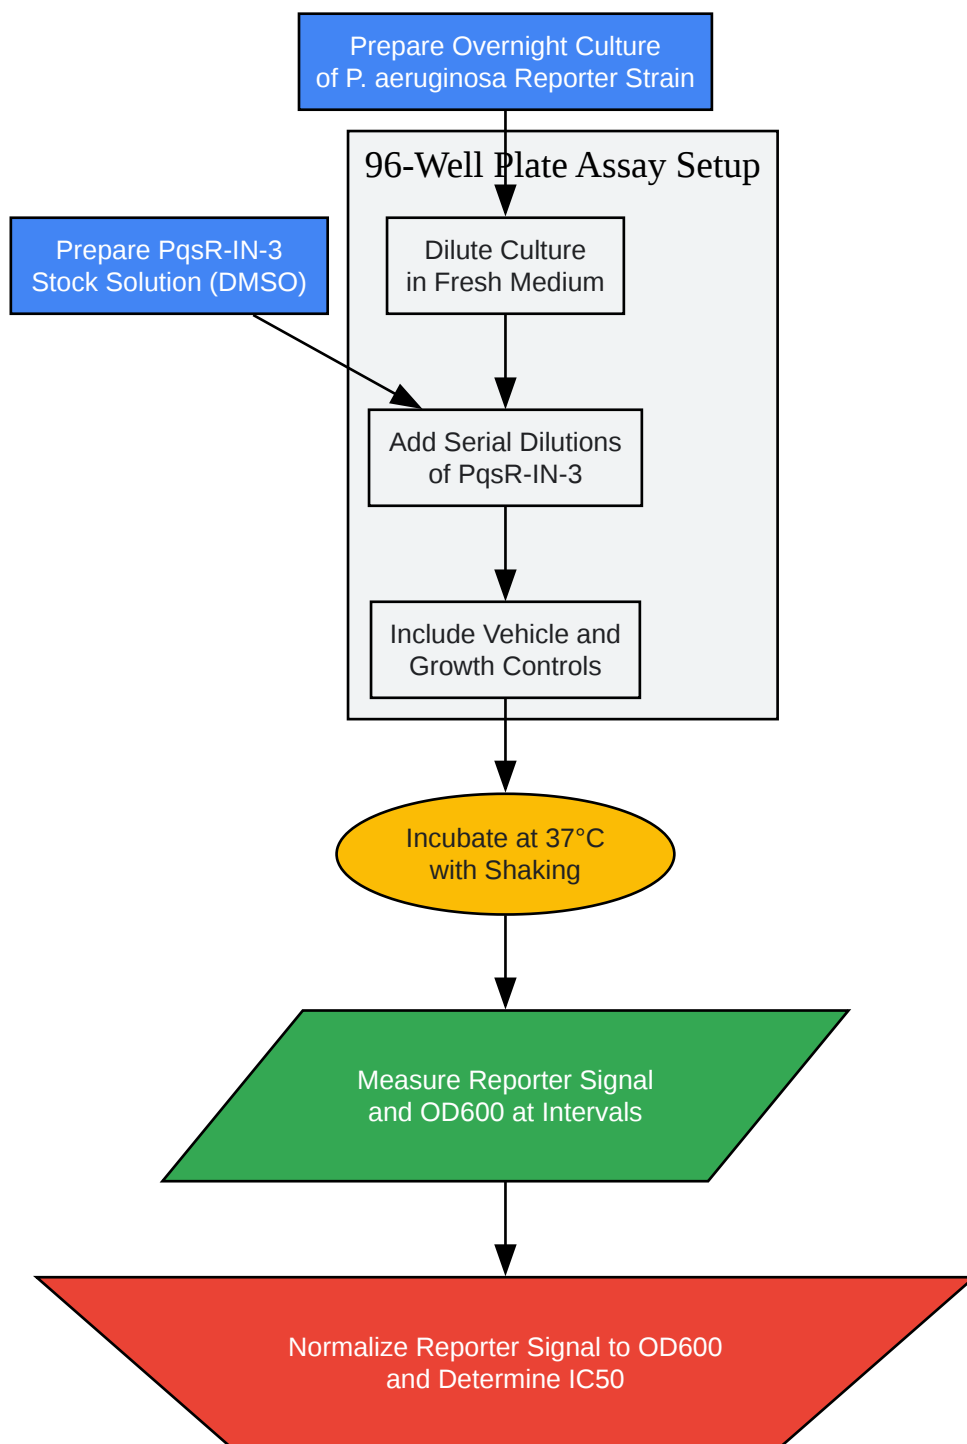 Prepare Overnight Culture
of P. aeruginosa Reporter Strain
96-Well Plate Assay Setup
Prepare PqsR-IN-3
Stock Solution (DMSO)
Dilute Culture
in Fresh Medium
Add Serial Dilutions
of PqsR-IN-3
Include Vehicle and
Growth Controls
Incubate at 37°C
with Shaking
Measure Reporter Signal
and OD600 at Intervals
Normalize Reporter Signal to OD600
and Determine IC50